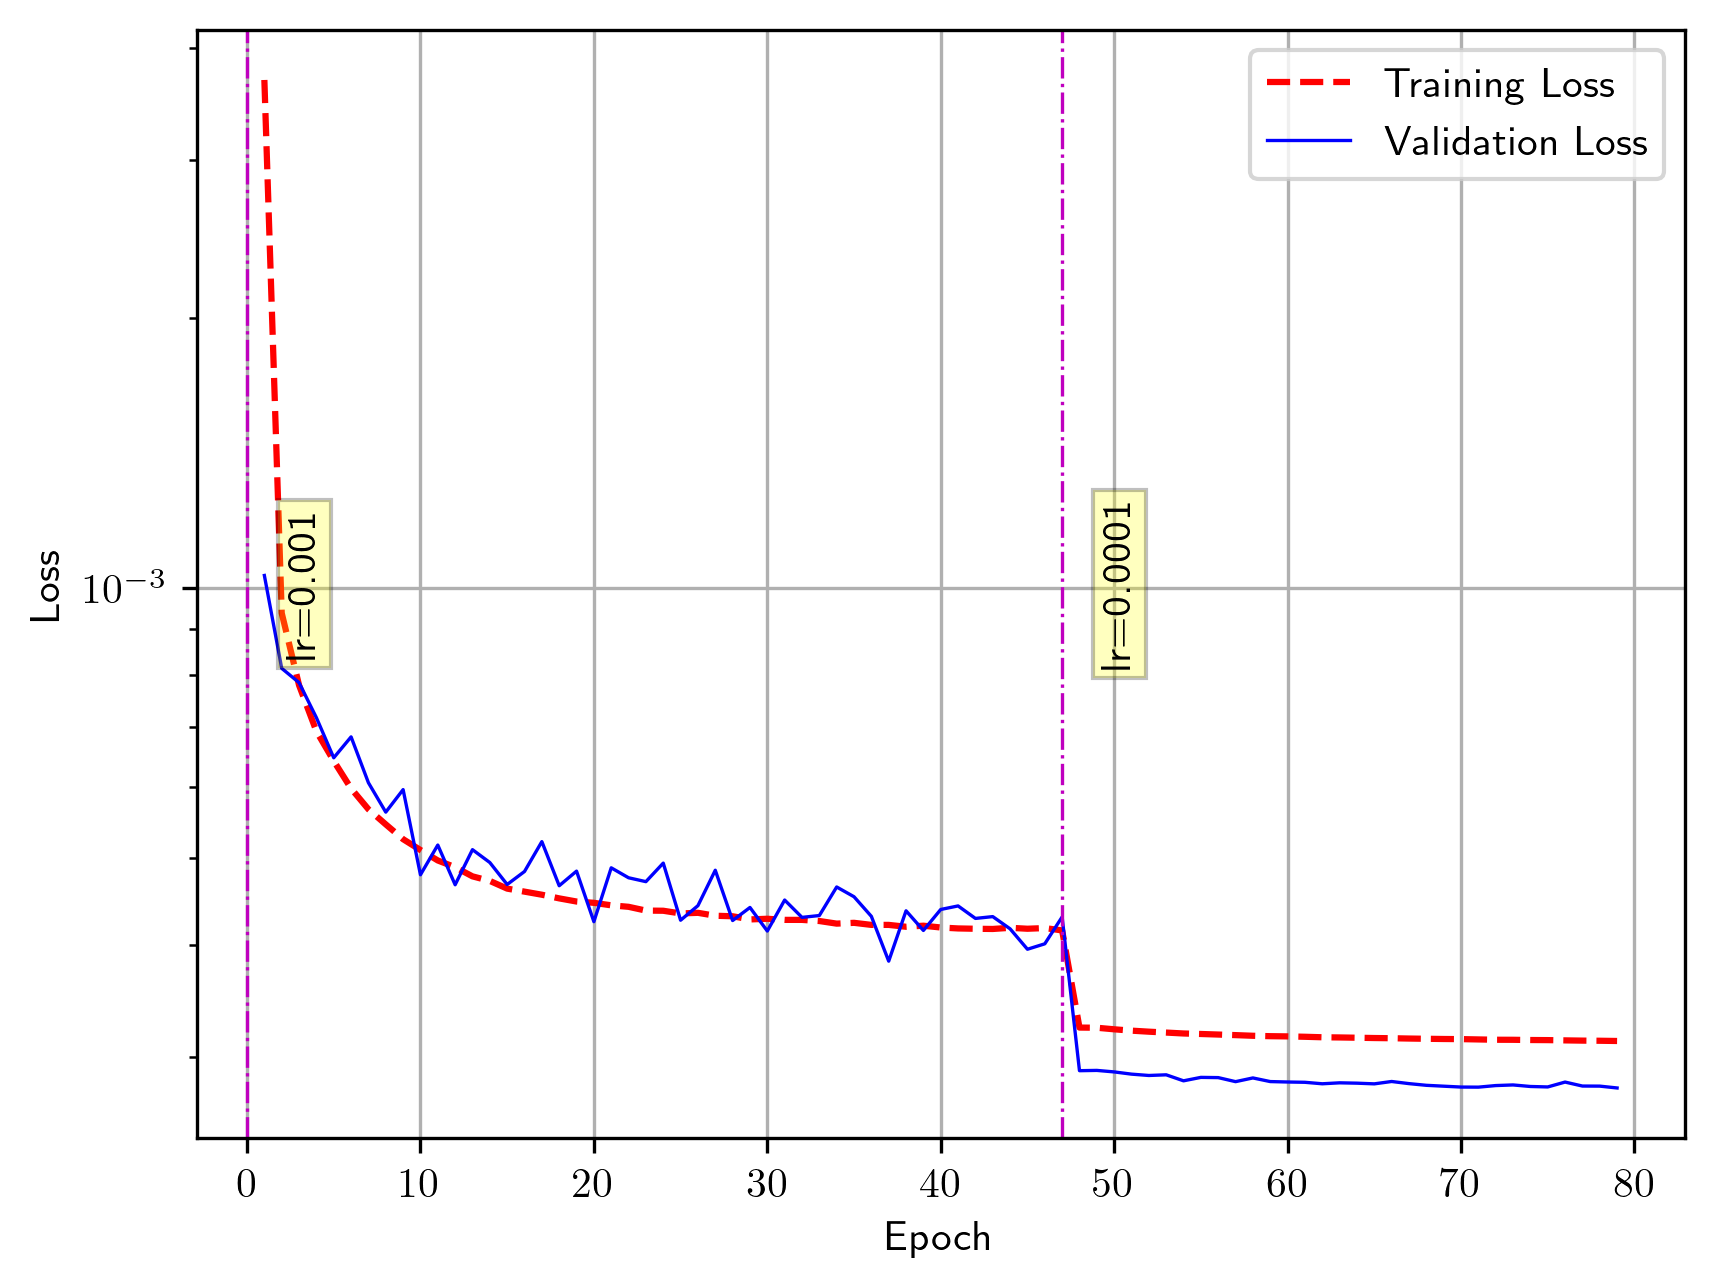 Training Loss
Validation Loss
lr=0.001
lr=0.0001
Loss
10⁻³
0 10 20 30 40 50 60 70 80
Epoch